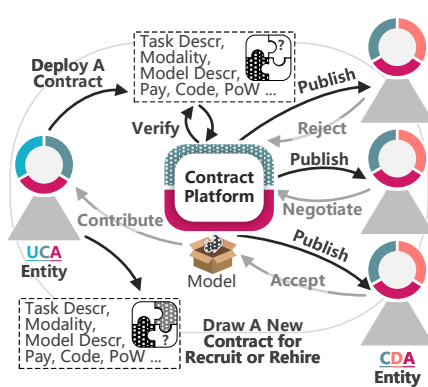 Deploy A
Contract
Task Descr,
Modality,
Model Descr,
Pay, Code, PoW ...
?
Verify
Publish
Reject
Contract
Platform
Publish
Negotiate
Contribute
Publish
Accept
Model
UCA
Entity
Task Descr,
Modality,
Model Descr,
Pay, Code, PoW ...
?
Draw A New
Contract for
Recruit or Rehire
CDA
Entity